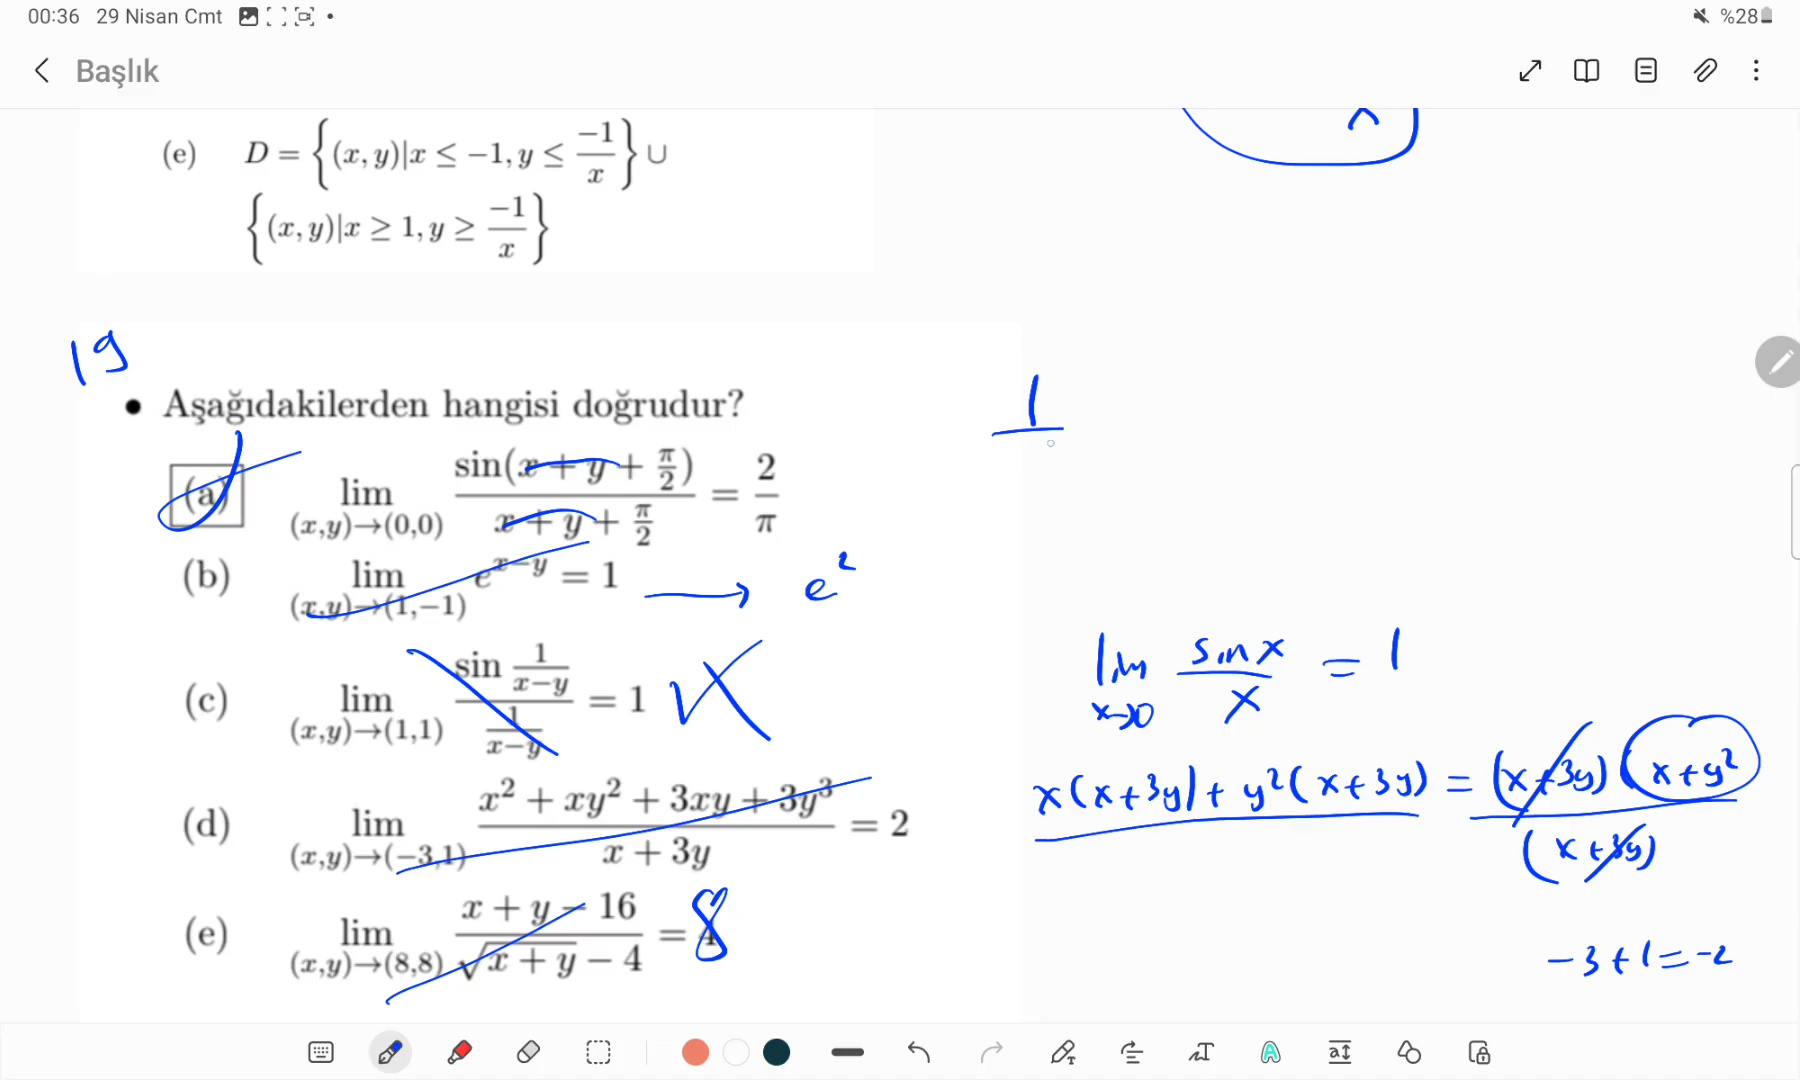 00:36 29 Nisan Cmt
%28
Başlık
(e) D = {(x, y)|x ≤ −1, y ≤ −1/x} ∪
{(x, y)|x ≥ 1, y ≥ −1/x}
x
19
• Aşağıdakilerden hangisi doğrudur?
1
(a) lim (x,y)→(0,0) sin(x + y + π/2) / (x + y + π/2) = 2/π
(b) lim (x,y)→(1,−1) e^(x−y) = 1 → e²
(c) lim (x,y)→(1,1) sin 1/(x−y) / 1/(x−y) = 1
lim x→0 sin x / x = 1
(d) lim (x,y)→(−3,1) (x² + xy² + 3xy + 3y³) / (x + 3y) = 2
x(x+3y) + y²(x+3y) = (x+3y)(x+y²) / (x+3y)
(e) lim (x,y)→(8,8) (x + y − 16) / (√(x + y) − 4) = 8
−3+1=−2